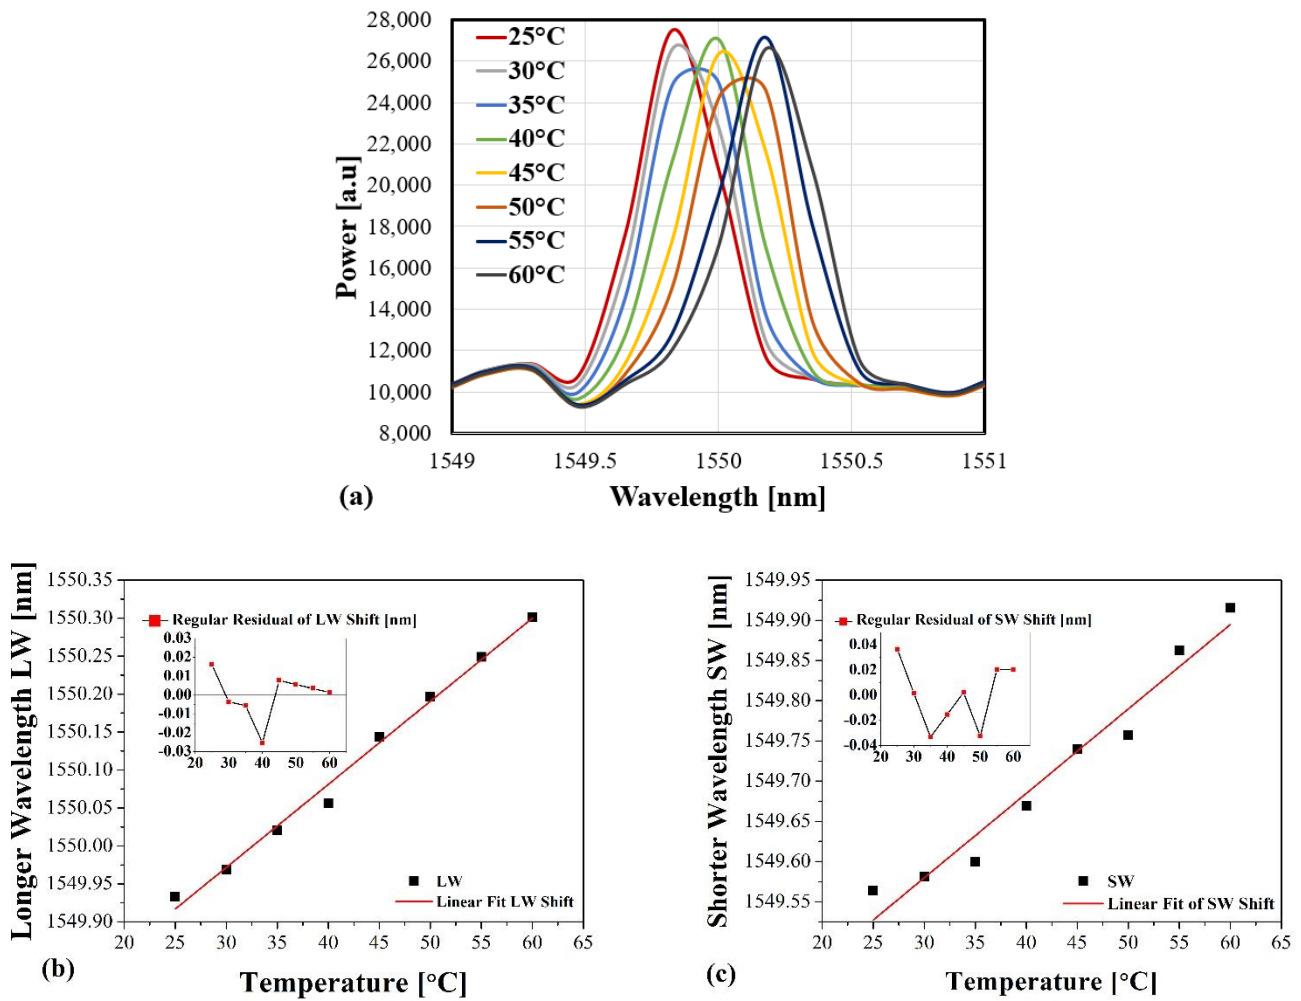 28,000
26,000
24,000
22,000
20,000
18,000
16,000
14,000
12,000
10,000
8,000
Power [a.u]
25°C
30°C
35°C
40°C
45°C
50°C
55°C
60°C
1549 1549.5 1550 1550.5 1551
(a) Wavelength [nm]
1550.35
1550.30
1550.25
1550.20
1550.15
1550.10
1550.05
1550.00
1549.95
1549.90
Longer Wavelength LW [nm]
Regular Residual of LW Shift [nm]
0.03
0.02
0.01
0.00
-0.01
-0.02
-0.03
20 30 40 50 60
LW
Linear Fit LW Shift
20 25 30 35 40 45 50 55 60 65
(b) Temperature [°C]
1549.95
1549.90
1549.85
1549.80
1549.75
1549.70
1549.65
1549.60
1549.55
Shorter Wavelength SW [nm]
Regular Residual of SW Shift [nm]
0.04
0.02
0.00
-0.02
-0.04
20 30 40 50 60
SW
Linear Fit of SW Shift
20 25 30 35 40 45 50 55 60 65
(c) Temperature [°C]